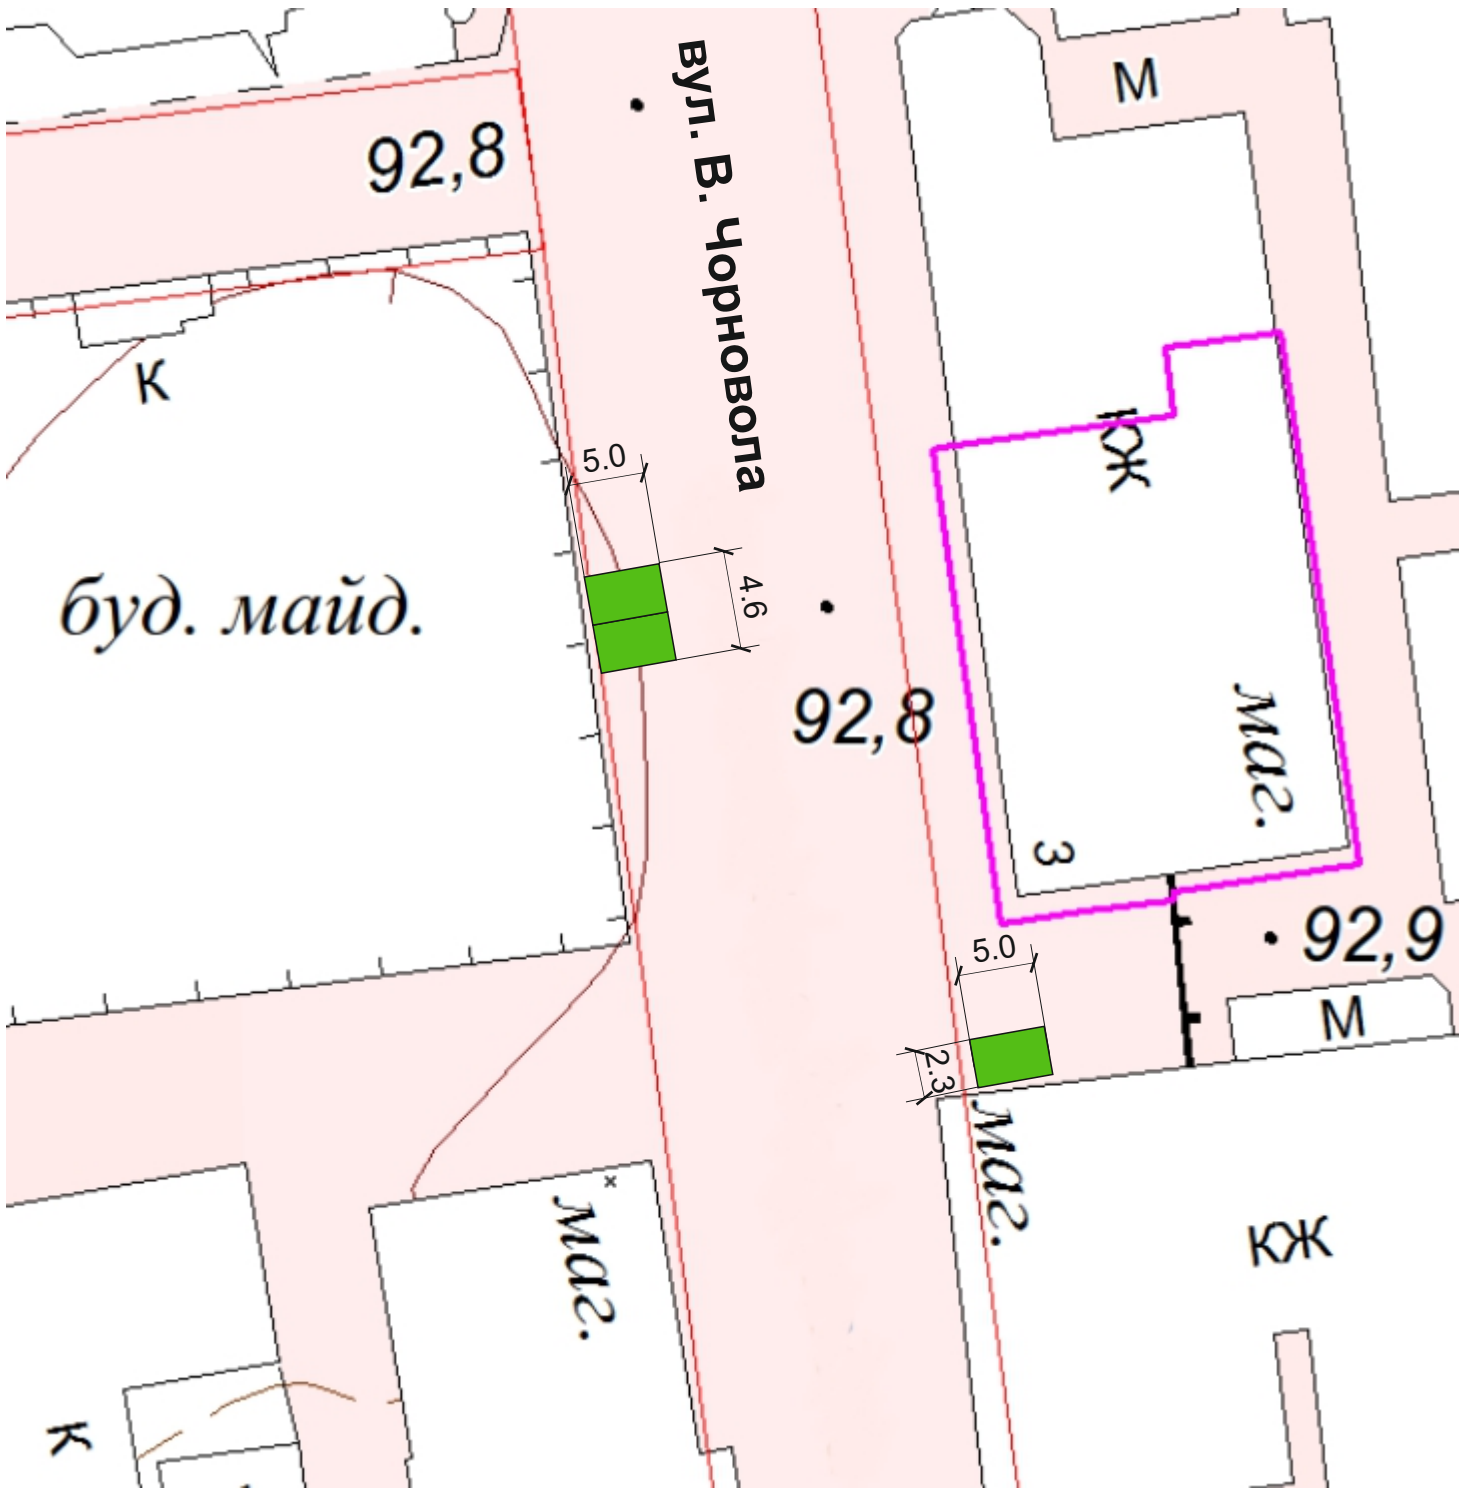 М
вул. В. Чорновола
92,8
К
КЖ
5.0
4.6
буд. майд.
92,8
маг.
3
92,9
5.0
М
2.3
маг.
маг.
КЖ
К